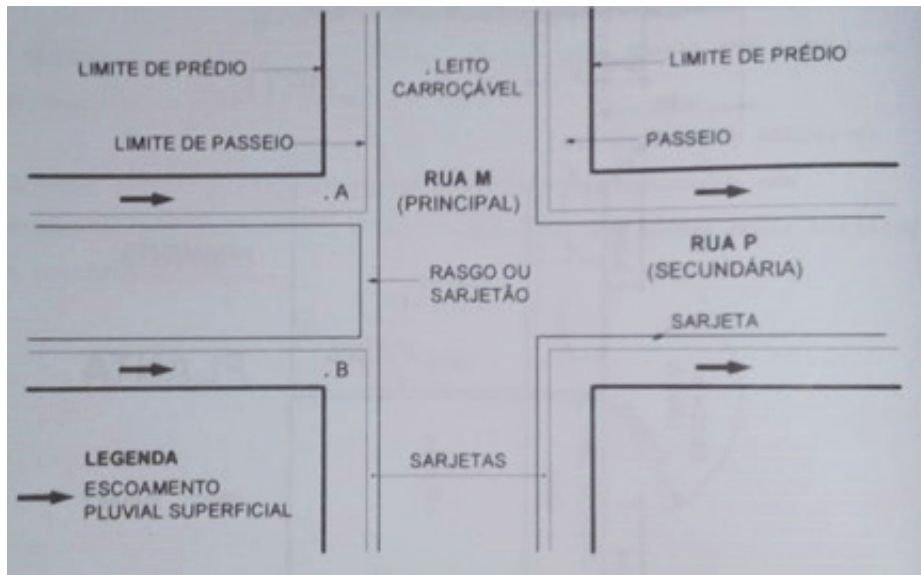 LIMITE DE PRÉDIO
. LEITO
CARROÇÁVEL
LIMITE DE PRÉDIO
LIMITE DE PASSEIO
PASSEIO
. A
RUA M
(PRINCIPAL)
RUA P
(SECUNDÁRIA)
RASGO OU
SARJETÃO
SARJETA
. B
SARJETAS
LEGENDA
ESCOAMENTO
PLUVIAL SUPERFICIAL